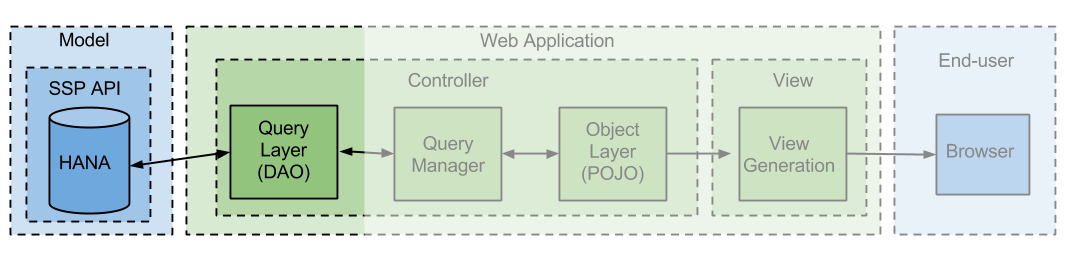 Model
SSP API
HANA
Web Application
Controller
Query
Layer
(DAO)
Query
Manager
Object
Layer
(POJO)
View
View
Generation
End-user
Browser